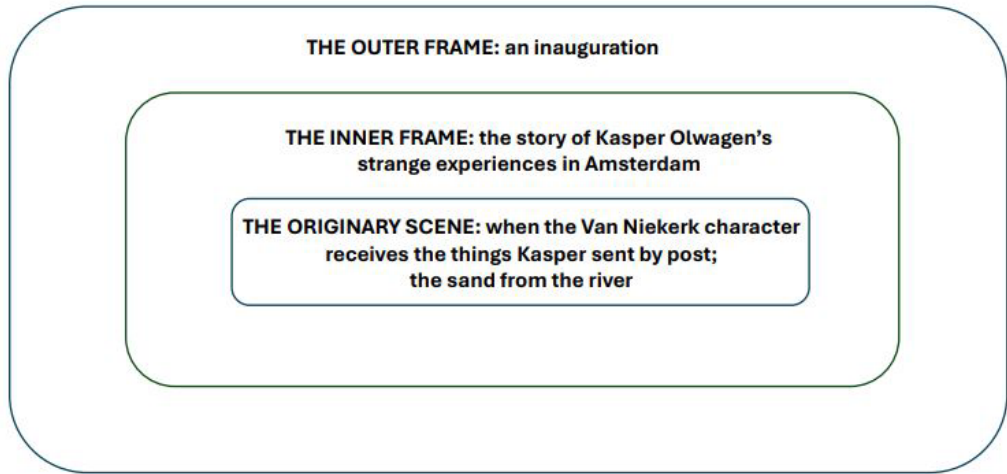 THE OUTER FRAME: an inauguration
THE INNER FRAME: the story of Kasper Olwagen’s
strange experiences in Amsterdam
THE ORIGINARY SCENE: when the Van Niekerk character
receives the things Kasper sent by post;
the sand from the river